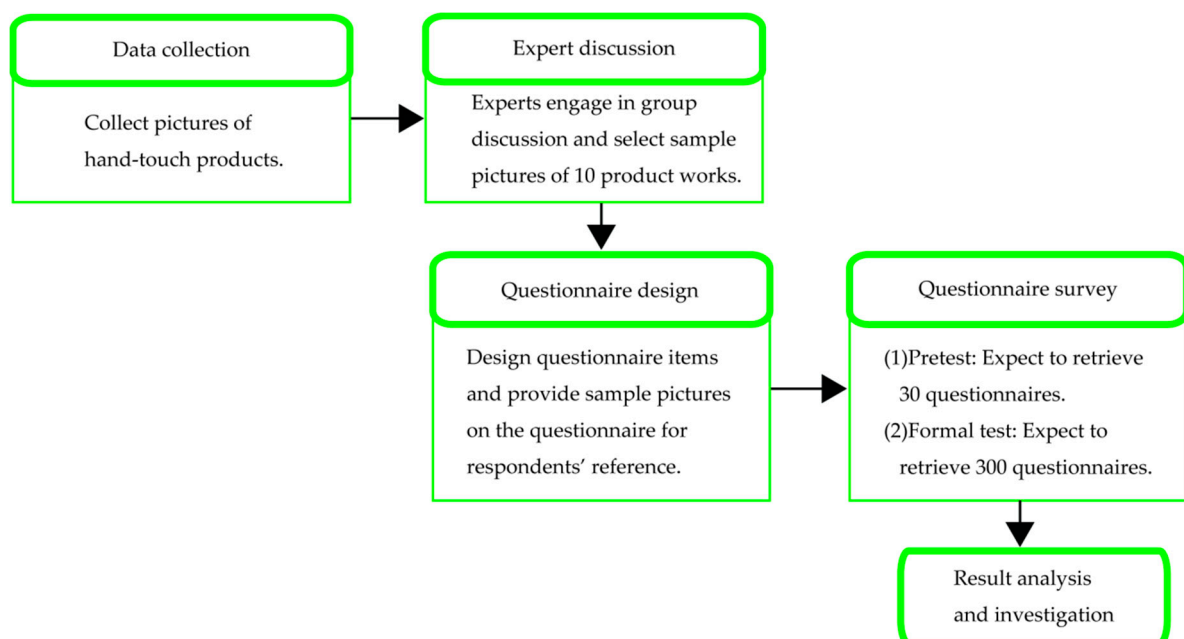 Data collection
Collect pictures of
hand-touch products.
Expert discussion
Experts engage in group
discussion and select sample
pictures of 10 product works.
Questionnaire design
Design questionnaire items
and provide sample pictures
on the questionnaire for
respondents’ reference.
Questionnaire survey
(1)Pretest: Expect to retrieve
30 questionnaires.
(2)Formal test: Expect to
retrieve 300 questionnaires.
Result analysis
and investigation